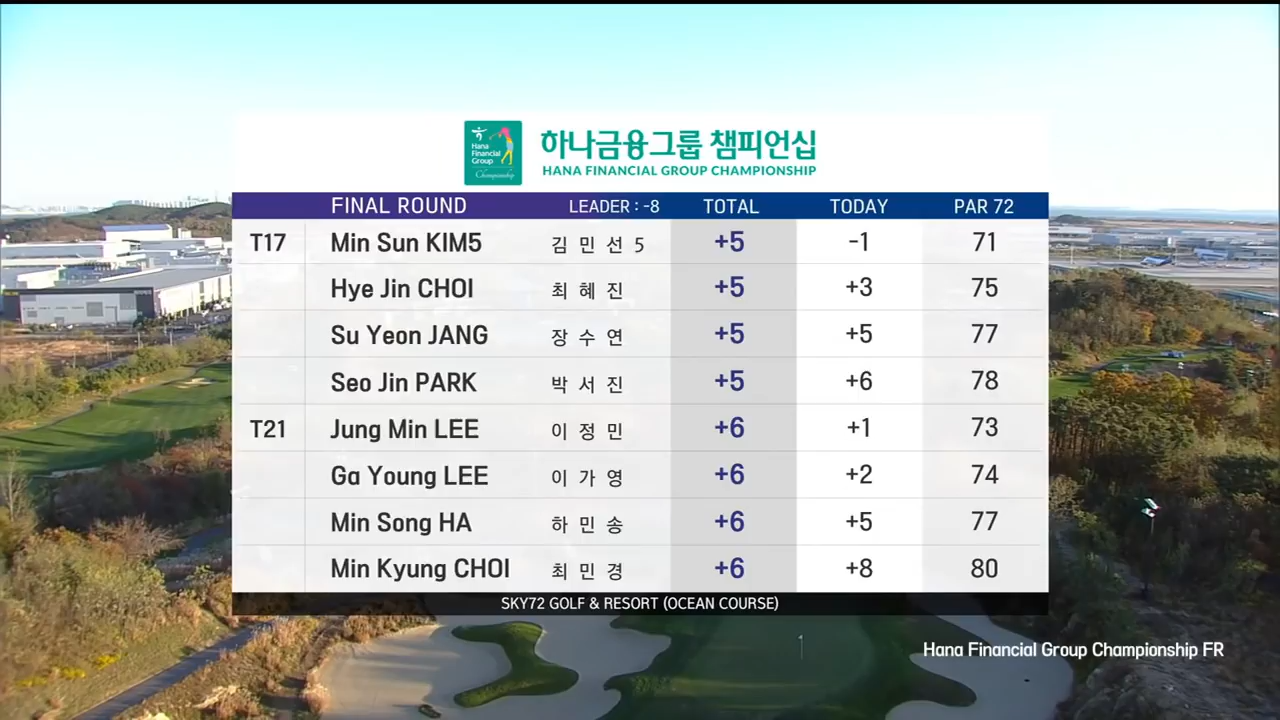 Hana
Financial
Group
Championship
하나금융그룹 챔피언십
HANA FINANCIAL GROUP CHAMPIONSHIP
FINAL ROUND LEADER : -8 TOTAL TODAY PAR 72
T17 Min Sun KIM5 김 민 선 5 +5 -1 71
Hye Jin CHOI 최 혜 진 +5 +3 75
Su Yeon JANG 장 수 연 +5 +5 77
Seo Jin PARK 박 서 진 +5 +6 78
T21 Jung Min LEE 이 정 민 +6 +1 73
Ga Young LEE 이 가 영 +6 +2 74
Min Song HA 하 민 송 +6 +5 77
Min Kyung CHOI 최 민 경 +6 +8 80
SKY72 GOLF & RESORT (OCEAN COURSE)
Hana Financial Group Championship FR